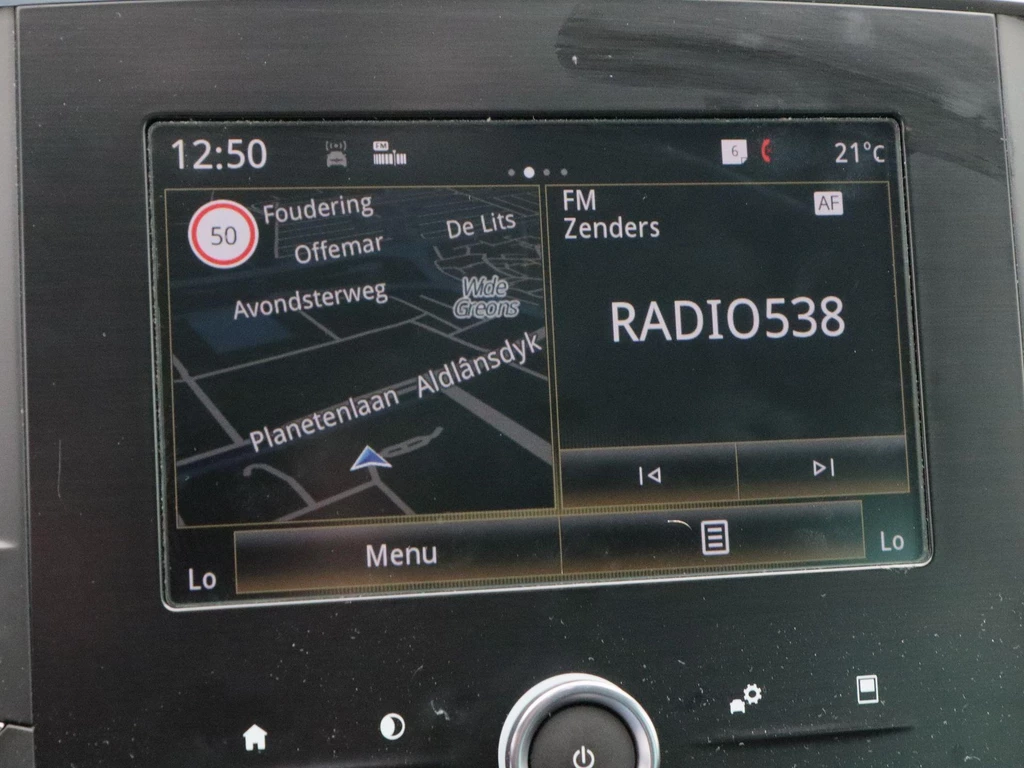 12:50
FM
6
21°C
50
Foudering
Offemar
De Lits
Avondsterweg
Wide
Greons
Planetenlaan
Aldlânsdyk
FM
Zenders
AF
RADIO538
Lo
Menu
Lo